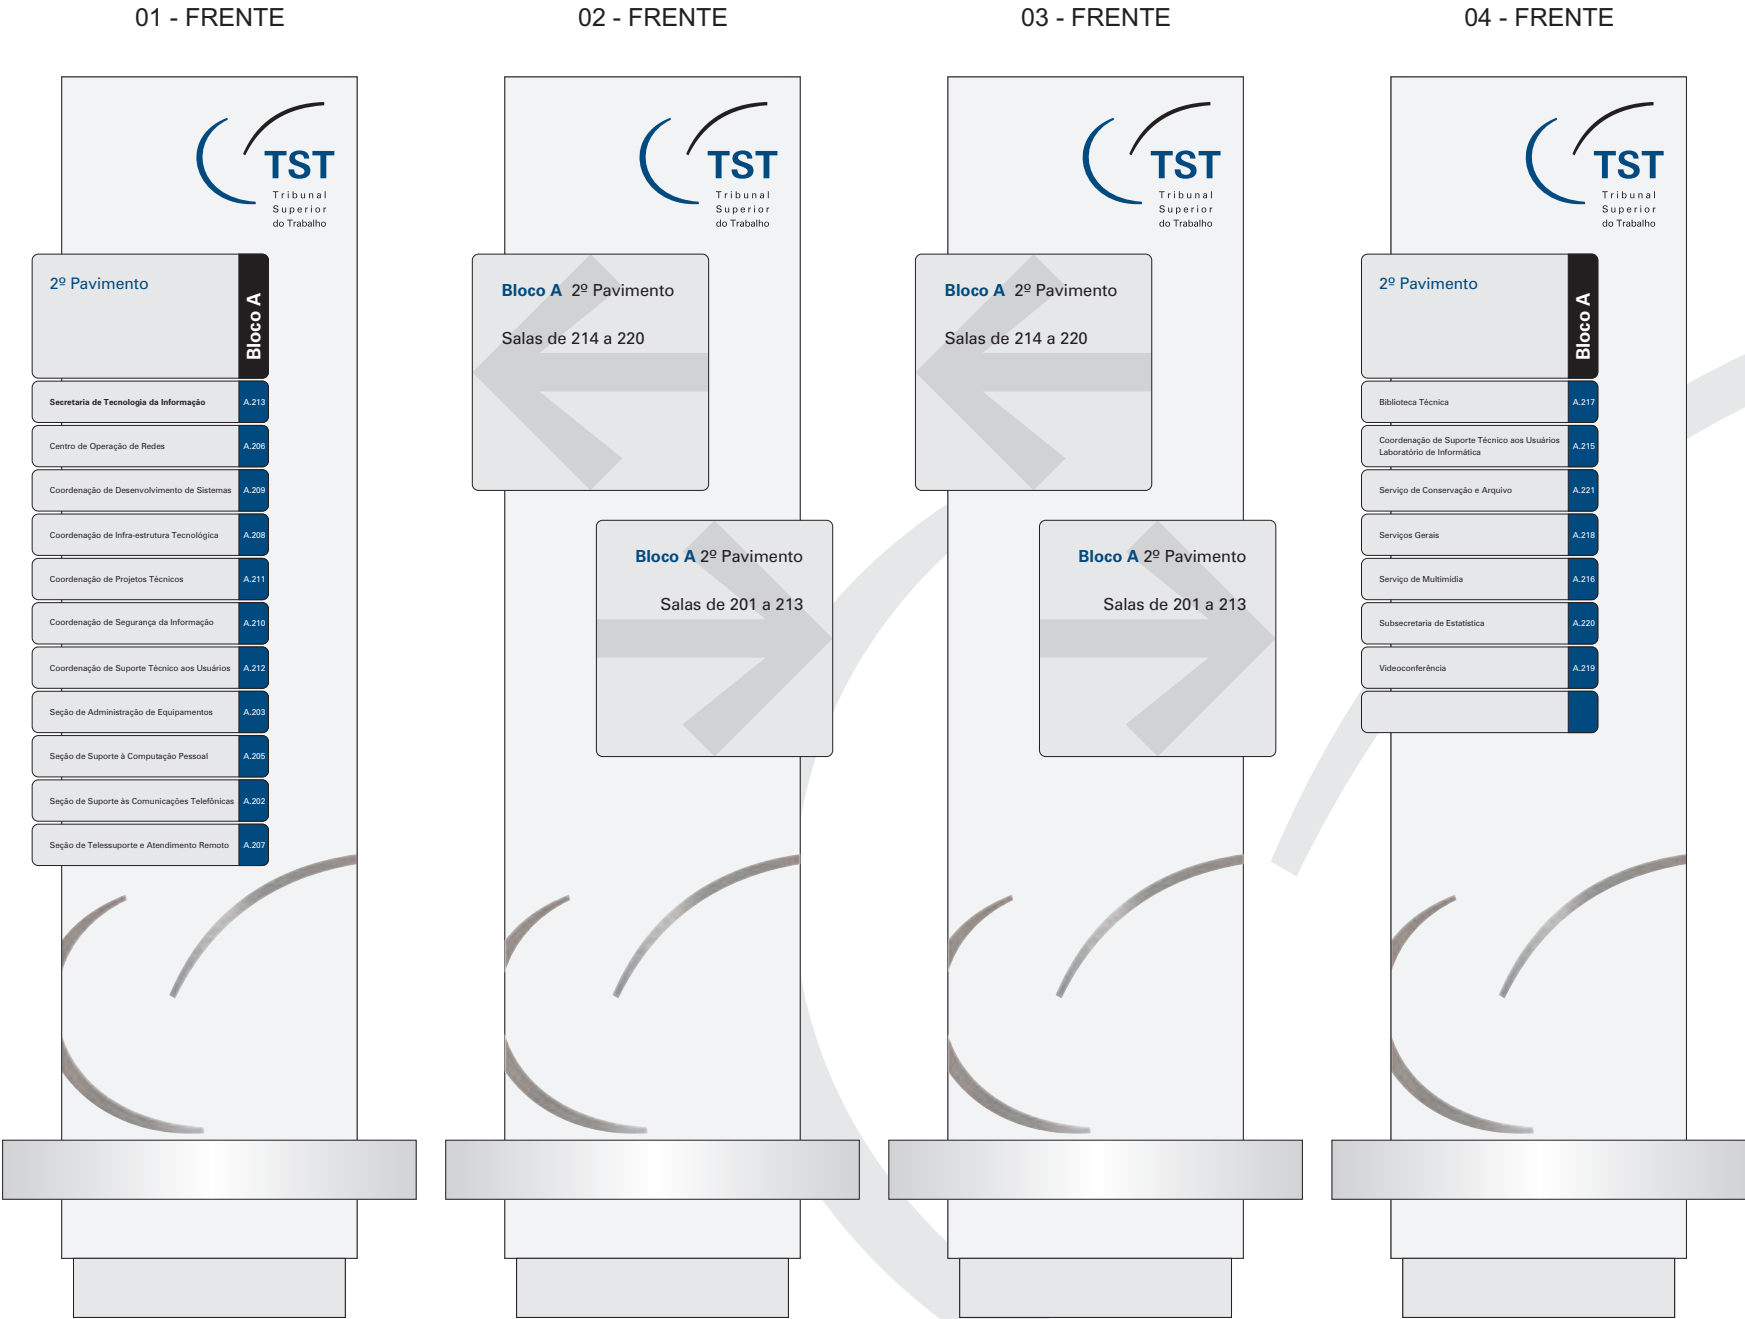 01 - FRENTE
TST
Tribunal
Superior
do Trabalho
2º Pavimento
Bloco A
Secretaria de Tecnologia da Informação A.213
Centro de Operação de Redes A.206
Coordenação de Desenvolvimento de Sistemas A.209
Coordenação de Infra-estrutura Tecnológica A.208
Coordenação de Projetos Técnicos A.211
Coordenação de Segurança da Informação A.210
Coordenação de Suporte Técnico aos Usuários A.212
Seção de Administração de Equipamentos A.203
Seção de Suporte à Computação Pessoal A.205
Seção de Suporte às Comunicações Telefônicas A.202
Seção de Telessuporte e Atendimento Remoto A.207
02 - FRENTE
TST
Tribunal
Superior
do Trabalho
Bloco A 2º Pavimento
Salas de 214 a 220
Bloco A 2º Pavimento
Salas de 201 a 213
03 - FRENTE
TST
Tribunal
Superior
do Trabalho
Bloco A 2º Pavimento
Salas de 214 a 220
Bloco A 2º Pavimento
Salas de 201 a 213
04 - FRENTE
TST
Tribunal
Superior
do Trabalho
2º Pavimento
Bloco A
Biblioteca Técnica A.217
Coordenação de Suporte Técnico aos Usuários
Laboratório de Informática A.215
Serviço de Conservação e Arquivo A.221
Serviços Gerais A.218
Serviço de Multimídia A.216
Subsecretaria de Estatística A.220
Videoconferência A.219